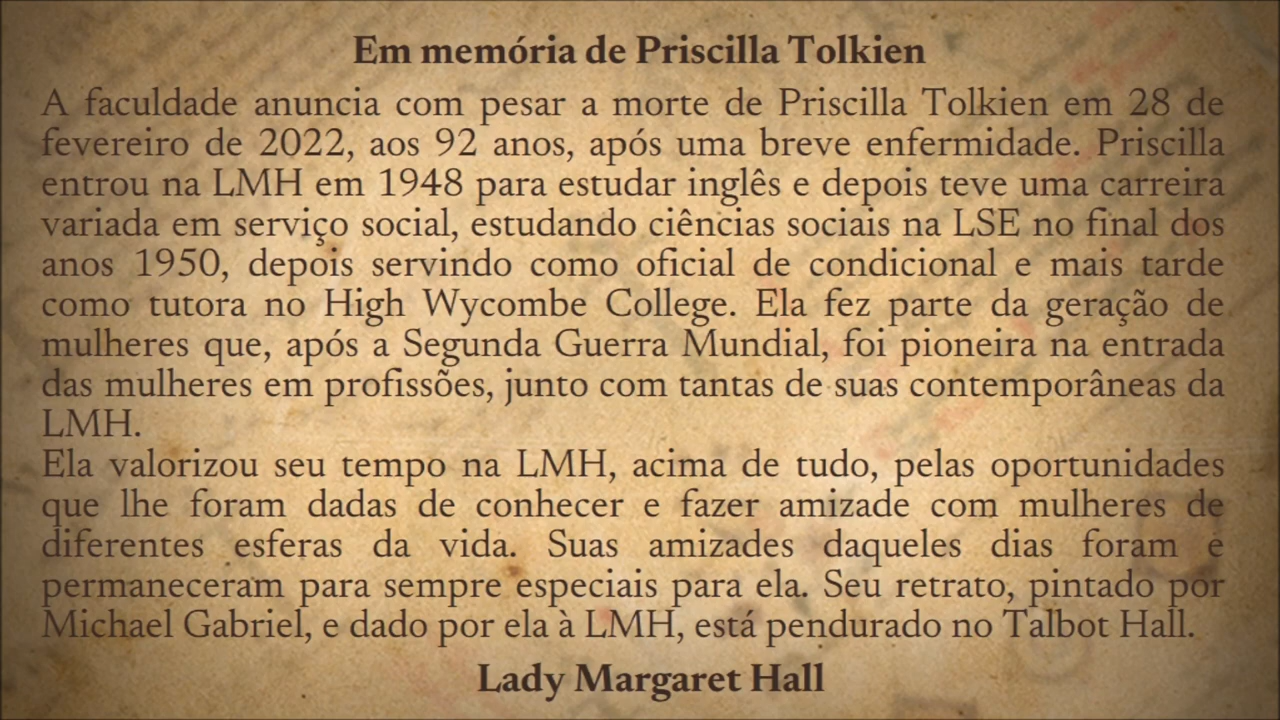 Em memória de Priscilla Tolkien
A faculdade anuncia com pesar a morte de Priscilla Tolkien em 28 de
fevereiro de 2022, aos 92 anos, após uma breve enfermidade. Priscilla
entrou na LMH em 1948 para estudar inglês e depois teve uma carreira
variada em serviço social, estudando ciências sociais na LSE no final dos
anos 1950, depois servindo como oficial de condicional e mais tarde
como tutora no High Wycombe College. Ela fez parte da geração de
mulheres que, após a Segunda Guerra Mundial, foi pioneira na entrada
das mulheres em profissões, junto com tantas de suas contemporâneas da
LMH.
Ela valorizou seu tempo na LMH, acima de tudo, pelas oportunidades
que lhe foram dadas de conhecer e fazer amizade com mulheres de
diferentes esferas da vida. Suas amizades daqueles dias foram e
permaneceram para sempre especiais para ela. Seu retrato, pintado por
Michael Gabriel, e dado por ela à LMH, está pendurado no Talbot Hall.
Lady Margaret Hall